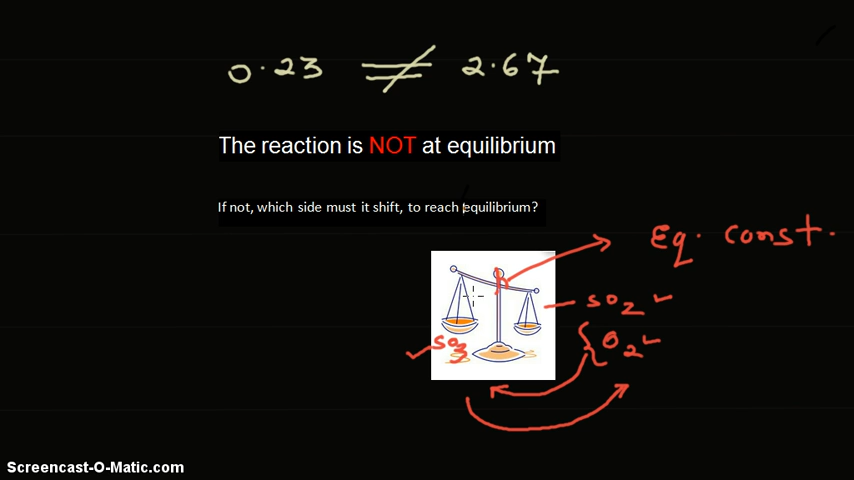 0.23 ≠ 2.67
The reaction is NOT at equilibrium
If not, which side must it shift, to reach equilibrium?
Eq. const.
SO2 ✓
✓ SO3
O2 ✓
Screencast-O-Matic.com